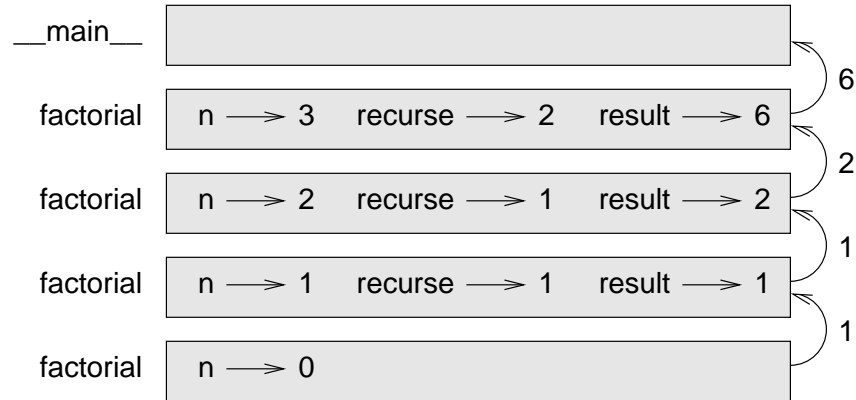 __main__
6
factorial n 3 recurse 2 result 6
2
factorial n 2 recurse 1 result 2
1
factorial n 1 recurse 1 result 1
1
factorial n 0